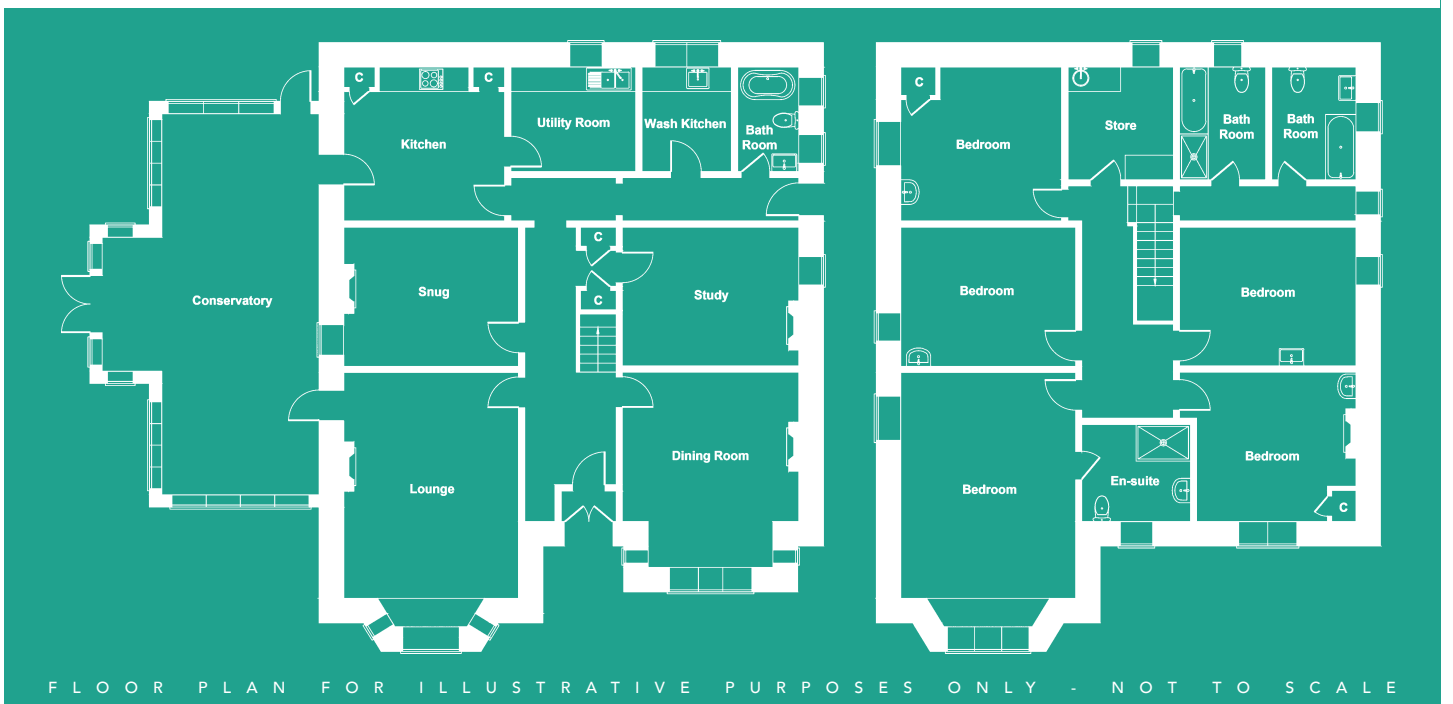 C
C
Utility Room
Wash Kitchen
Bath
Room
Kitchen
Conservatory
Snug
C
C
Study
Lounge
Dining Room
C
Bedroom
Store
Bath
Room
Bath
Room
Bedroom
Bedroom
Bedroom
En-suite
Bedroom
C
FLOOR PLAN FOR ILLUSTRATIVE PURPOSES ONLY - NOT TO SCALE